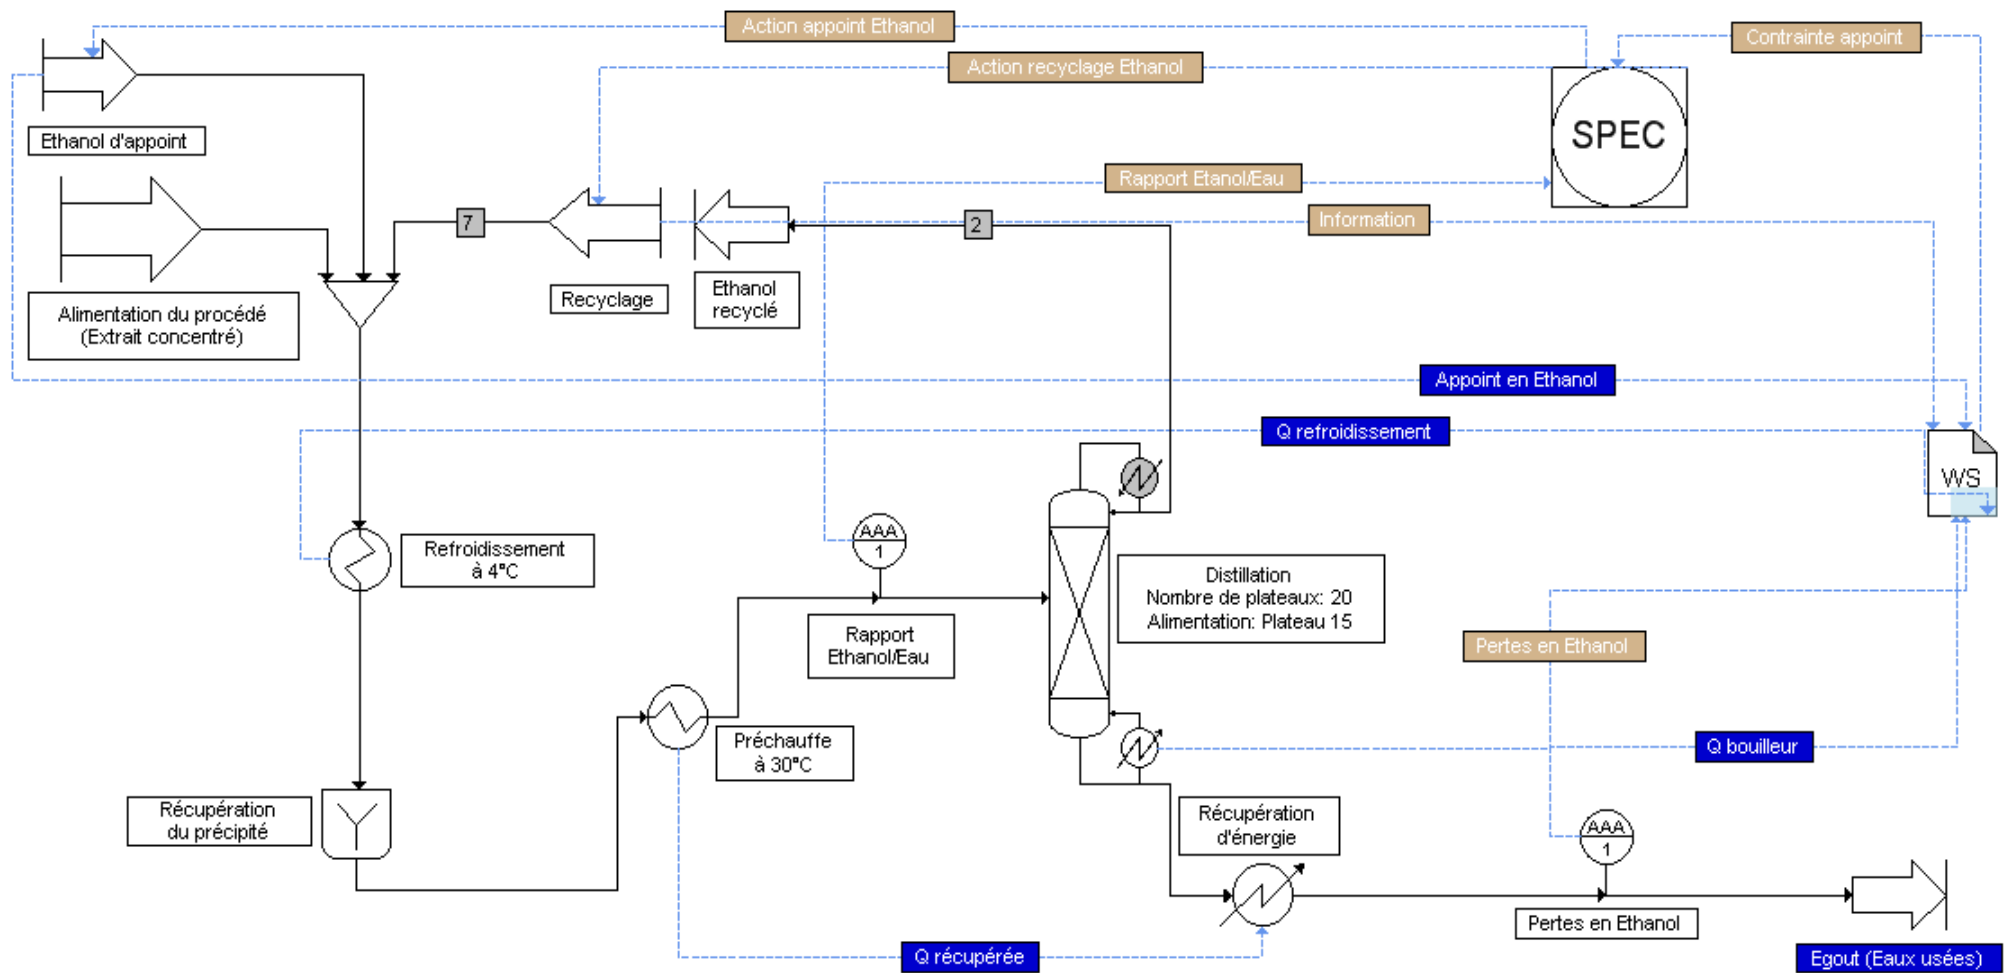 Action appoint Ethanol
Contrainte appoint
Action recyclage Ethanol
SPEC
Ethanol d'appoint
Rapport Etanol/Eau
7
2
Information
Alimentation du procédé
(Extrait concentré)
Recyclage
Ethanol
recyclé
Appoint en Ethanol
Q refroidissement
WS
AAA
1
Refroidissement
à 4°C
Distillation
Nombre de plateaux: 20
Alimentation: Plateau 15
Rapport
Ethanol/Eau
Pertes en Ethanol
Préchauffe
à 30°C
Q bouilleur
Récupération
du précipité
Récupération
d'énergie
AAA
1
Pertes en Ethanol
Q récupérée
Egout (Eaux usées)